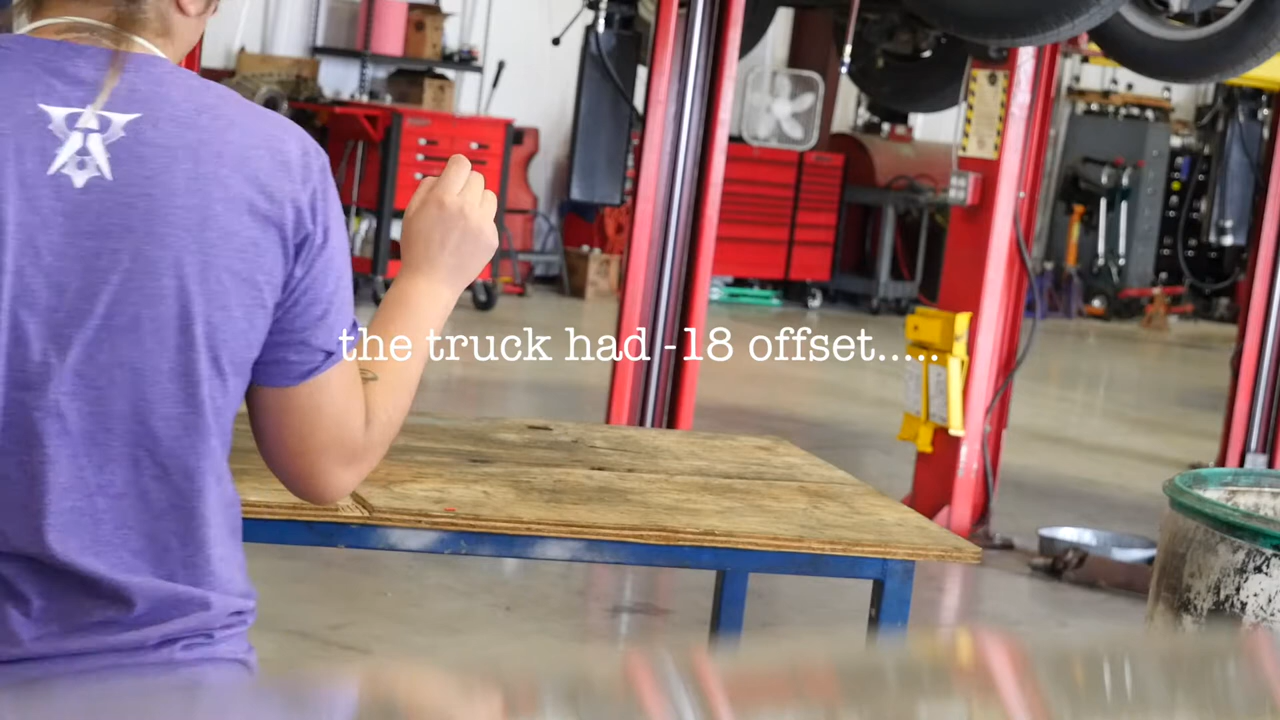 the truck had -18 offset.....